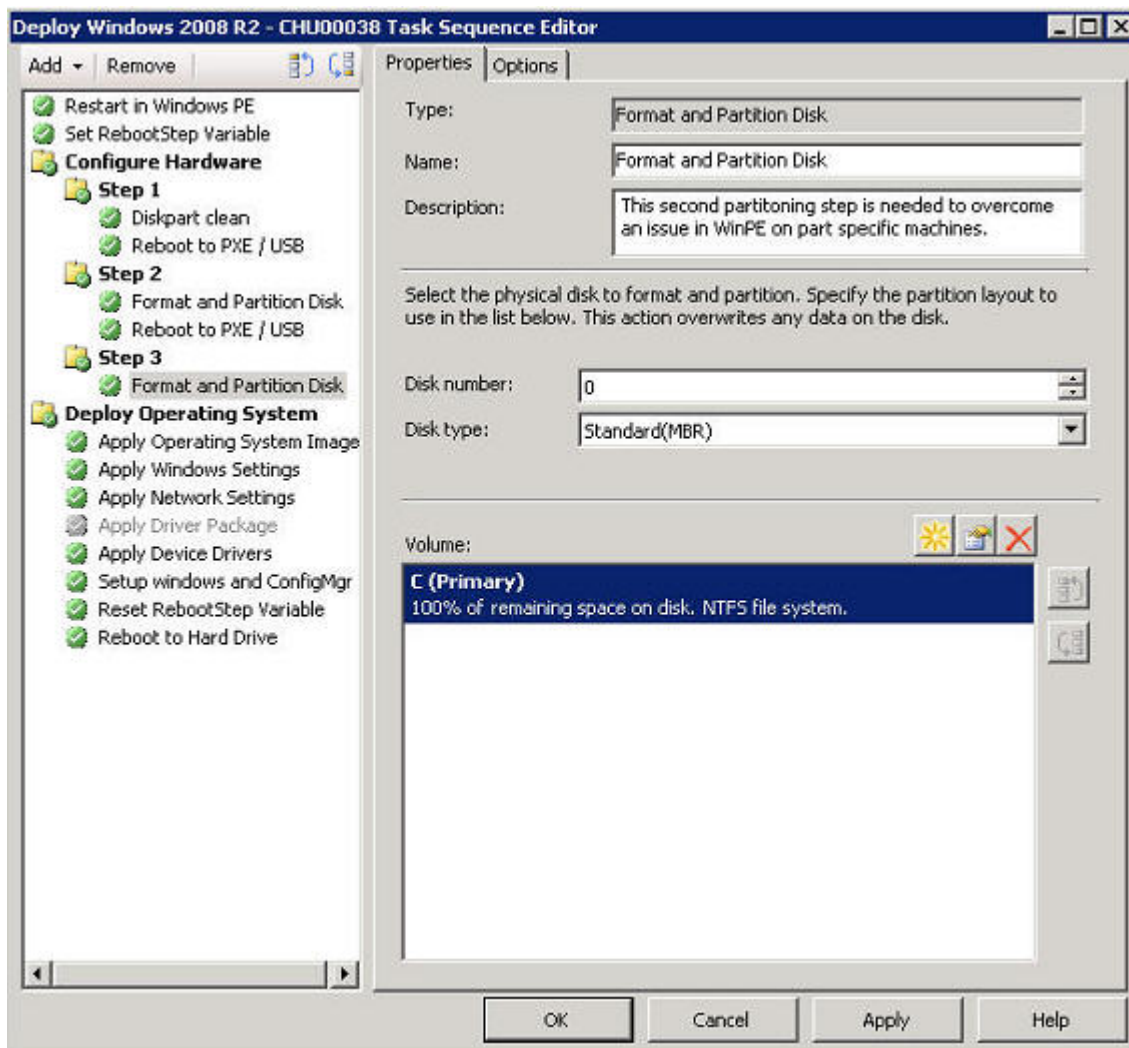 Deploy Windows 2008 R2 - CHU00038 Task Sequence Editor
Add
Remove
Restart in Windows PE
Set RebootStep Variable
Configure Hardware
Step 1
Diskpart clean
Reboot to PXE / USB
Step 2
Format and Partition Disk
Reboot to PXE / USB
Step 3
Format and Partition Disk
Deploy Operating System
Apply Operating System Image
Apply Windows Settings
Apply Network Settings
Apply Driver Package
Apply Device Drivers
Setup windows and ConfigMgr
Reset RebootStep Variable
Reboot to Hard Drive
Properties
Options
Type:
Format and Partition Disk
Name:
Format and Partition Disk
Description:
This second partitoning step is needed to overcome
an issue in WinPE on part specific machines.
Select the physical disk to format and partition. Specify the partition layout to
use in the list below. This action overwrites any data on the disk.
Disk number:
0
Disk type:
Standard(MBR)
Volume:
C (Primary)
100% of remaining space on disk. NTFS file system.
OK
Cancel
Apply
Help